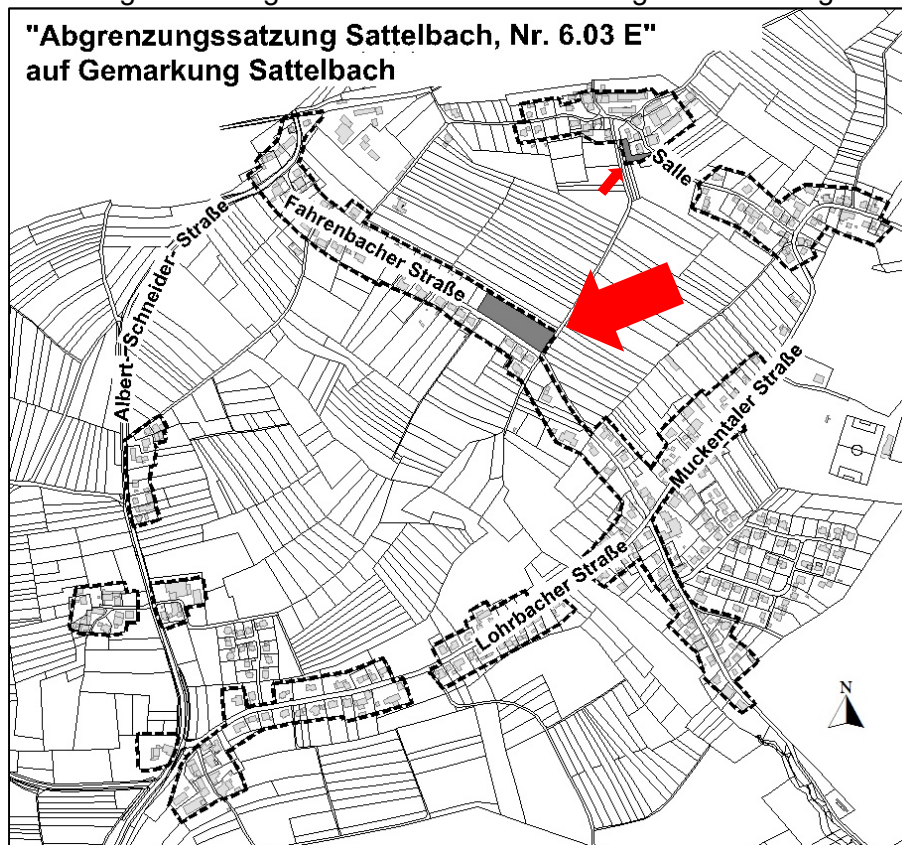 "Abgrenzungssatzung Sattelbach, Nr. 6.03 E"
auf Gemarkung Sattelbach
Salle
Fahrenbacher Straße
Albert-Schneider-Straße
Muckentaler Straße
Lohrbacher Straße
N